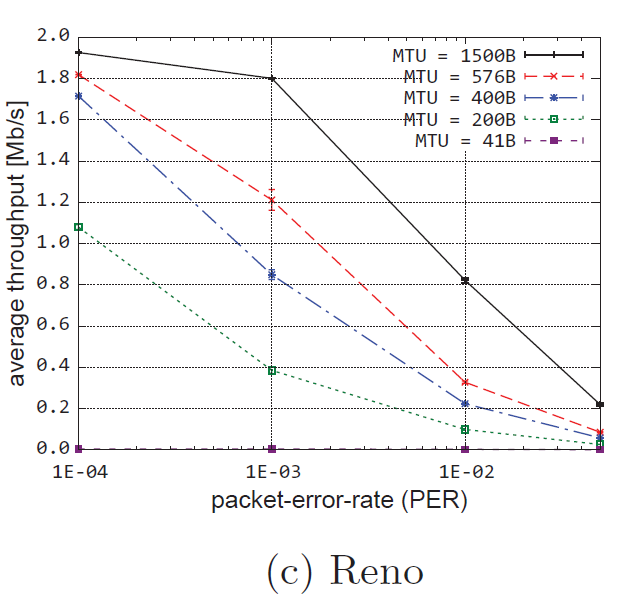 2.0
1.8
1.6
1.4
1.2
1.0
0.8
0.6
0.4
0.2
0.0
average throughput [Mb/s]
MTU = 1500B
MTU = 576B
MTU = 400B
MTU = 200B
MTU = 41B
1E-04 1E-03 1E-02
packet-error-rate (PER)
(c) Reno